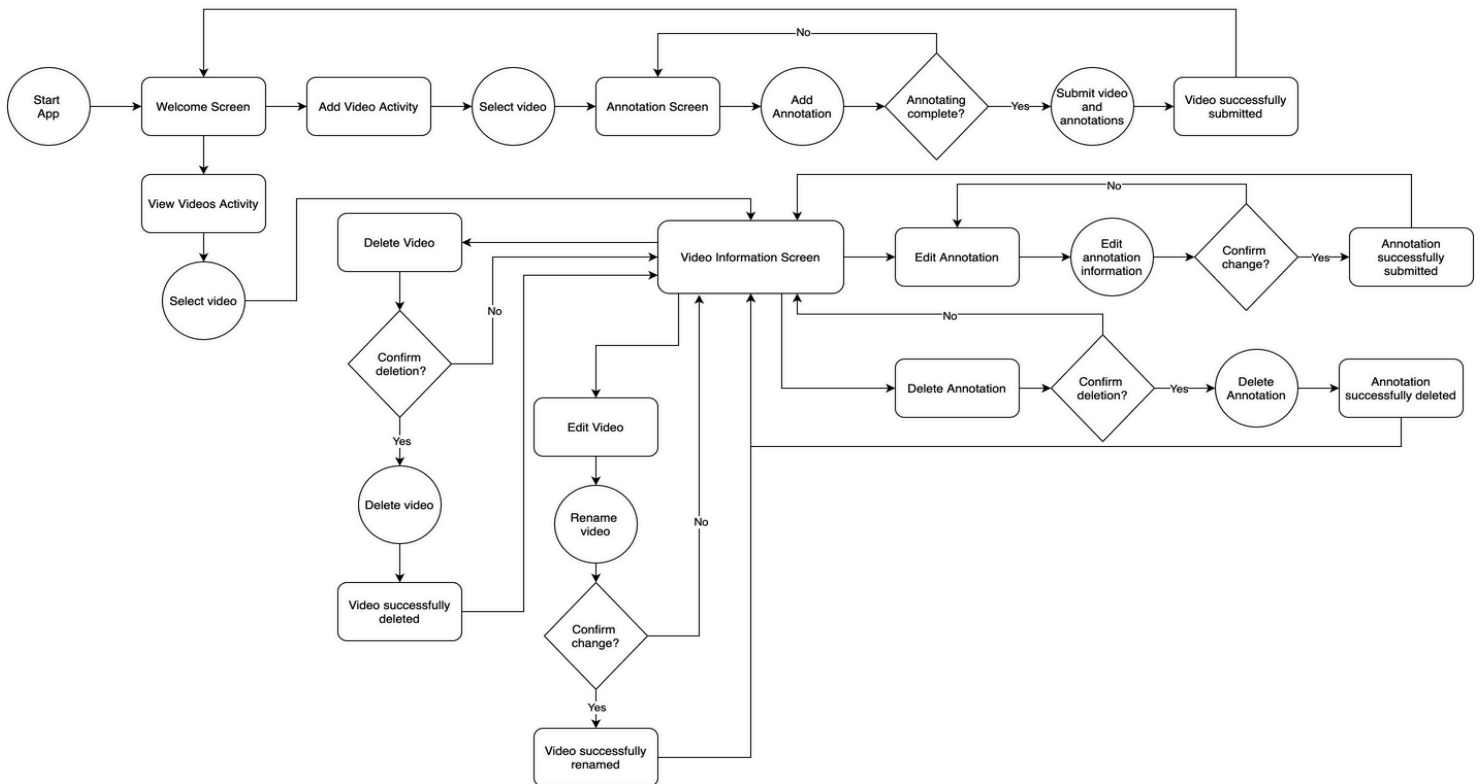 No
Start
App
Welcome Screen
Add Video Activity
Select video
Annotation Screen
Add
Annotation
Annotating
complete?
Yes
Submit video
and
annotations
Video successfully
submitted
View Videos Activity
Select video
Delete Video
No
Confirm
deletion?
Yes
Delete video
Video successfully
deleted
Video Information Screen
Edit Video
Rename
video
No
Confirm
change?
Yes
Video successfully
renamed
No
Edit Annotation
Edit
annotation
information
Confirm
change?
Yes
Annotation
successfully
submitted
No
Delete Annotation
Confirm
deletion?
Yes
Delete
Annotation
Annotation
successfully deleted